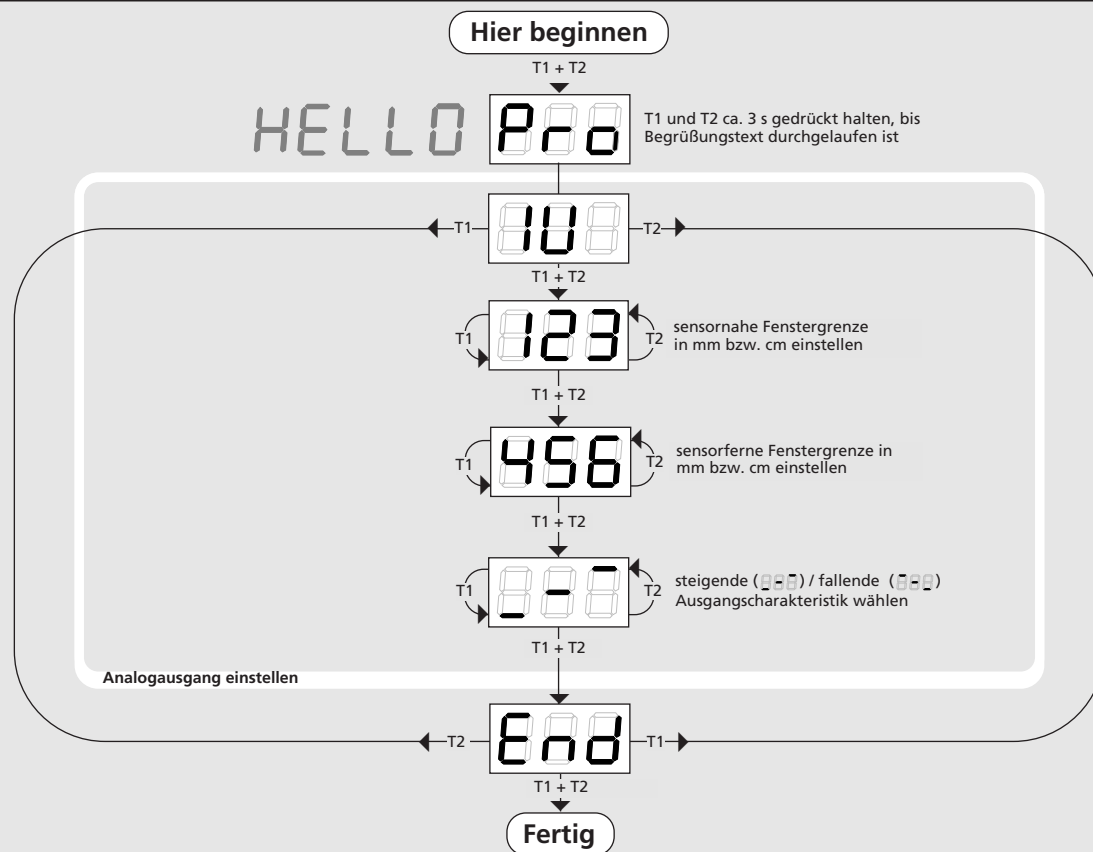 Hier beginnen
T1 + T2
HELLO Pro
T1 und T2 ca. 3 s gedrückt halten, bis
Begrüßungstext durchgelaufen ist
T1 IU T2
T1 + T2
T1 123 T2
sensornahe Fenstergrenze
in mm bzw. cm einstellen
T1 + T2
T1 456 T2
sensorferne Fenstergrenze in
mm bzw. cm einstellen
T1 + T2
T1 _-¯ T2
steigende (_-¯) / fallende (¯-_)
Ausgangscharakteristik wählen
T1 + T2
Analogausgang einstellen
T2 End T1
T1 + T2
Fertig